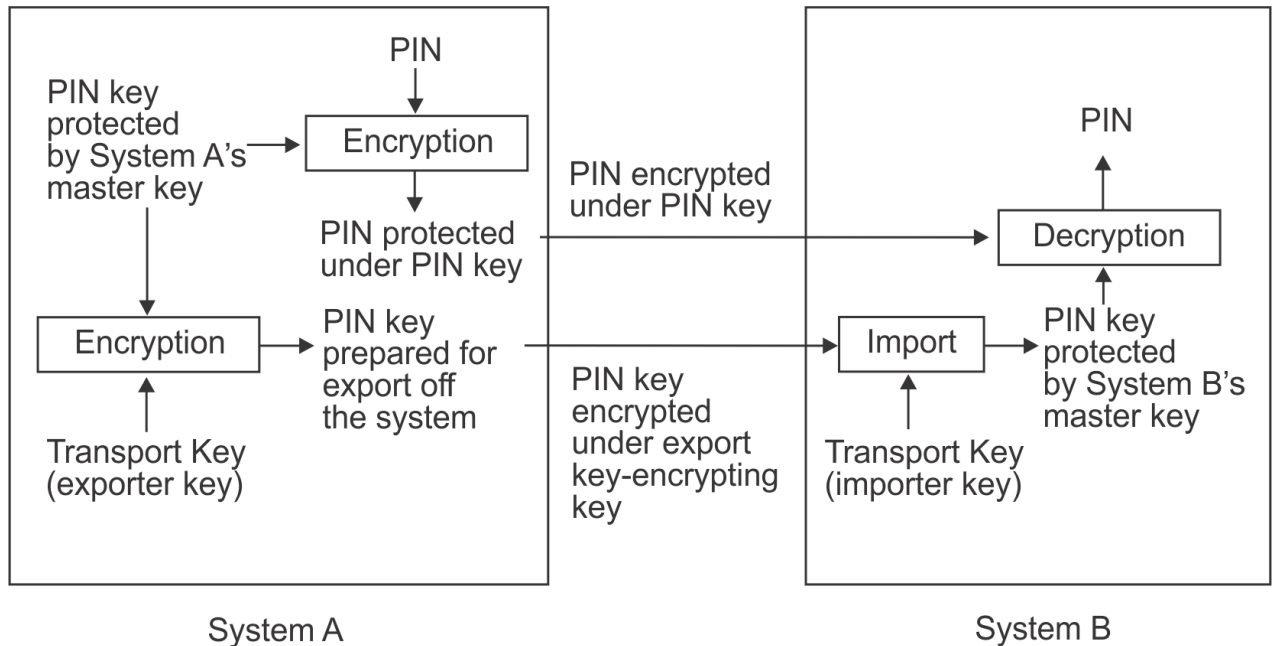 PIN
PIN key
protected
by System A’s
master key
Encryption
PIN protected
under PIN key
Encryption
PIN key
prepared for
export off
the system
Transport Key
(exporter key)
PIN encrypted
under PIN key
PIN key
encrypted
under export
key-encrypting
key
PIN
Decryption
Import
PIN key
protected
by System B’s
master key
Transport Key
(importer key)
System A
System B